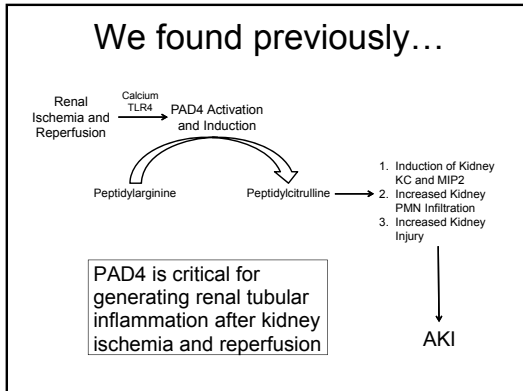 We found previously…
Renal
Ischemia and
Reperfusion
Calcium
TLR4
PAD4 Activation
and Induction
Peptidylarginine
Peptidylcitrulline
1. Induction of Kidney
KC and MIP2
2. Increased Kidney
PMN Infiltration
3. Increased Kidney
Injury
PAD4 is critical for
generating renal tubular
inflammation after kidney
ischemia and reperfusion
AKI